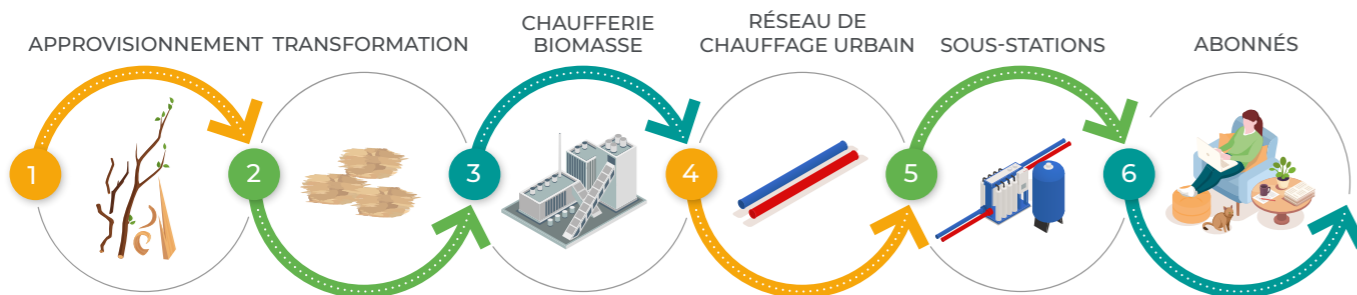 APPROVISIONNEMENT
TRANSFORMATION
CHAUFFERIE
BIOMASSE
RÉSEAU DE
CHAUFFAGE URBAIN
SOUS-STATIONS
ABONNÉS
1
2
3
4
5
6